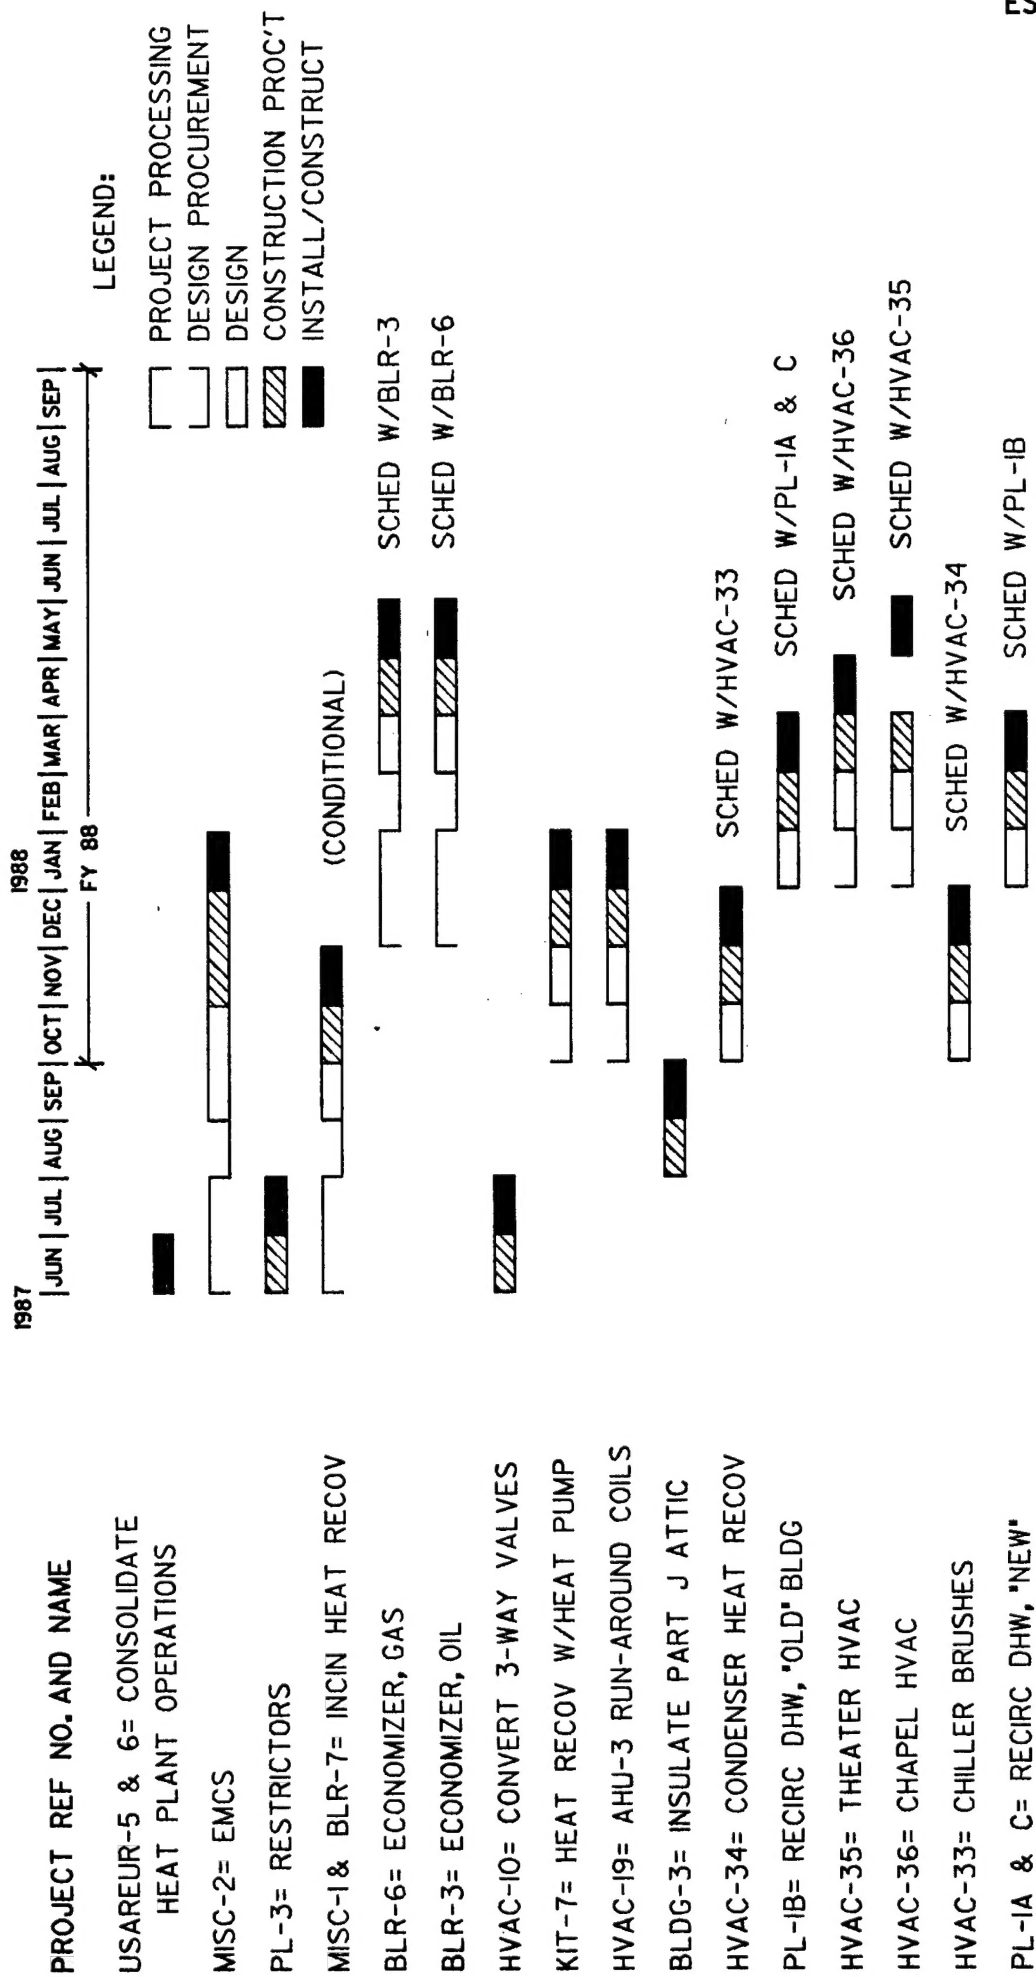 1987
1988
|JUN|JUL|AUG|SEP|OCT|NOV|DEC|JAN|FEB|MAR|APR|MAY|JUN|JUL|AUG|SEP|
FY 88
PROJECT REF NO. AND NAME
LEGEND:
PROJECT PROCESSING
DESIGN PROCUREMENT
DESIGN
CONSTRUCTION PROC'T
INSTALL/CONSTRUCT
USAREUR-5 & 6= CONSOLIDATE
HEAT PLANT OPERATIONS
MISC-2= EMCS
PL-3= RESTRICTORS
MISC-1 & BLR-7= INCIN HEAT RECOV
(CONDITIONAL)
BLR-6= ECONOMIZER, GAS
SCHED W/BLR-3
BLR-3= ECONOMIZER, OIL
SCHED W/BLR-6
HVAC-10= CONVERT 3-WAY VALVES
KIT-7= HEAT RECOV W/HEAT PUMP
HVAC-19= AHU-3 RUN-AROUND COILS
BLDG-3= INSULATE PART J ATTIC
HVAC-34= CONDENSER HEAT RECOV
SCHED W/HVAC-33
PL-1B= RECIRC DHW, "OLD" BLDG
SCHED W/PL-1A & C
HVAC-35= THEATER HVAC
SCHED W/HVAC-36
HVAC-36= CHAPEL HVAC
SCHED W/HVAC-35
HVAC-33= CHILLER BRUSHES
SCHED W/HVAC-34
PL-1A & C= RECIRC DHW, "NEW"
SCHED W/PL-1B